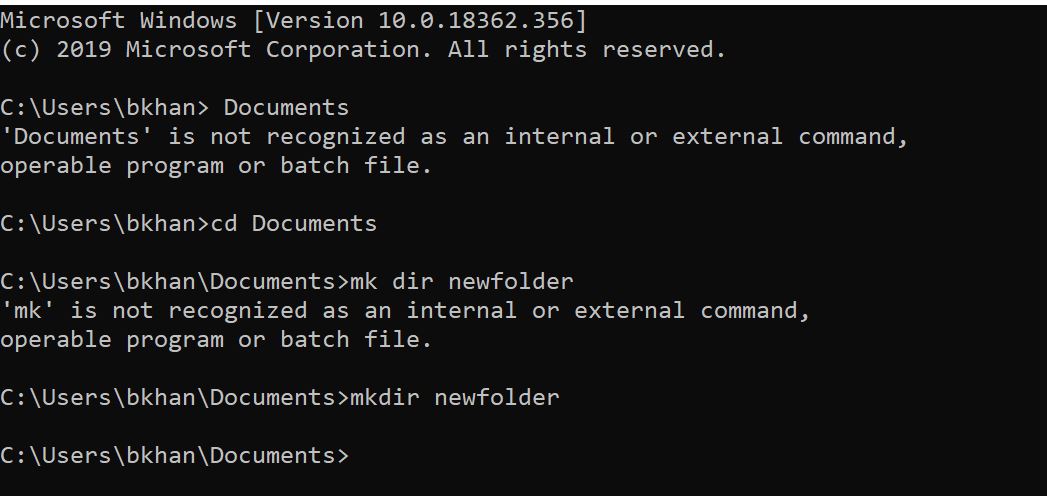 Microsoft Windows [Version 10.0.18362.356]
(c) 2019 Microsoft Corporation. All rights reserved.
C:\Users\bkhan> Documents
'Documents' is not recognized as an internal or external command,
operable program or batch file.
C:\Users\bkhan>cd Documents
C:\Users\bkhan\Documents>mk dir newfolder
'mk' is not recognized as an internal or external command,
operable program or batch file.
C:\Users\bkhan\Documents>mkdir newfolder
C:\Users\bkhan\Documents>